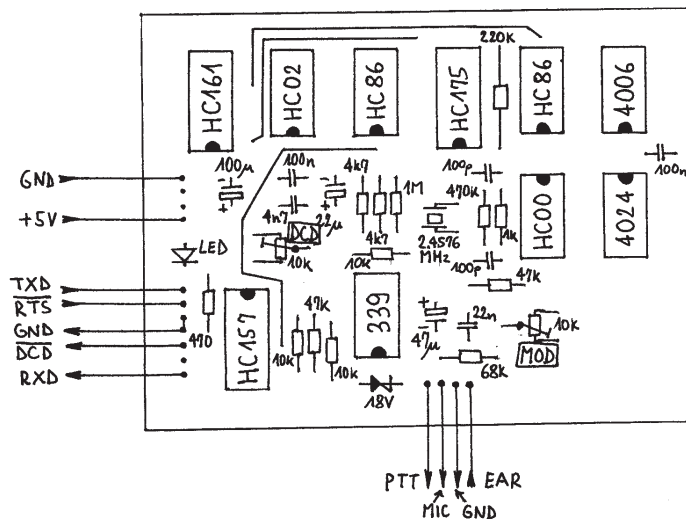 HC161
HC02
HC86
HC175
220k
HC86
4006
100µ
100n
4k7
1M
100p
100n
GND
+5V
4n7
DCD
22µ
470k
HC00
4024
LED
10k
4k7
10k
2.4576
MHz
1k
100p
47k
TXD
RTS
GND
DCD
RXD
470
HC157
47k
10k
10k
339
22n
47µ
10k
MOD
68k
18V
PTT
MIC
GND
EAR